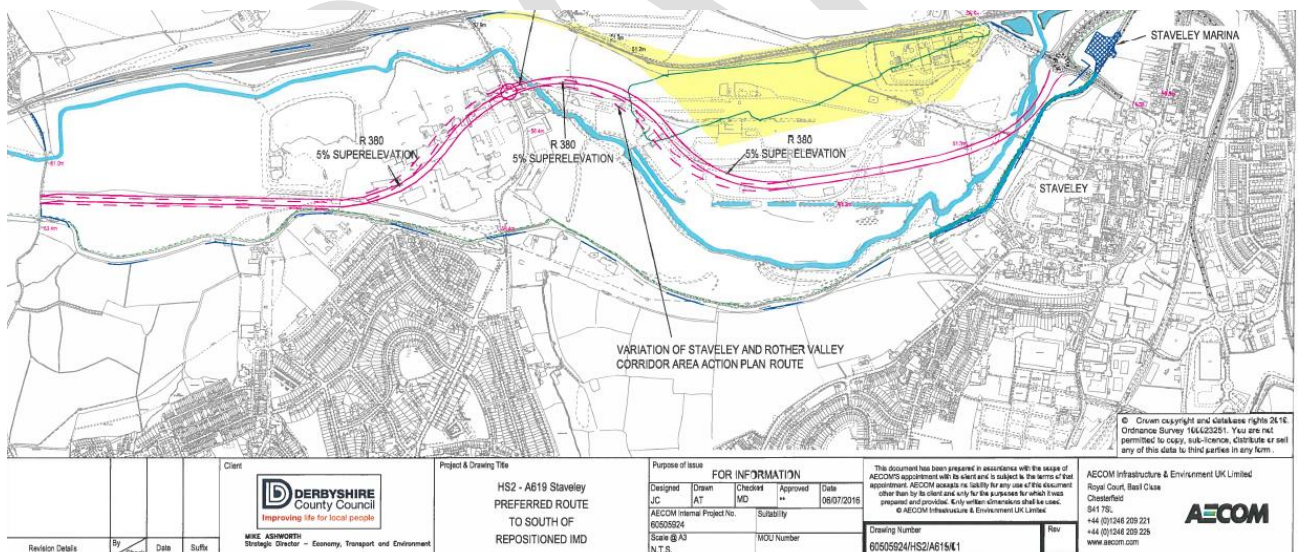 STAVELEY MARINA
R 380
5% SUPERELEVATION
R 380
5% SUPERELEVATION
R 380
5% SUPERELEVATION
STAVELEY
VARIATION OF STAVELEY AND ROTHER VALLEY
CORRIDOR AREA ACTION PLAN ROUTE
© Crown copyright and database rights 2016.
Ordnance Survey 100023251. You are not
permitted to copy, sub-licence, distribute or sell
any of this data to third parties in any form.
Revision Details
By
Date
Suffix
Client
DERBYSHIRE
County Council
Improving life for local people
MIKE ASHWORTH
Strategic Director – Economy, Transport and Environment
Project & Drawing Title
HS2 - A619 Staveley
PREFERRED ROUTE
TO SOUTH OF
REPOSITIONED IMD
Purpose of Issue
FOR INFORMATION
Designed
Drawn
Checked
Approved
Date
JC
AT
MD
**
06/07/2016
AECOM Internal Project No.
Suitability
60505924
Scale @ A3
MOU Number
N.T.S.
This document has been prepared in accordance with the scope of
AECOM'S appointment with its client and is subject to the terms of that
appointment. AECOM accepts no liability for any use of this document
other than by its client and only for the purposes for which it was
prepared and provided. Only written dimensions shall be used.
© AECOM Infrastructure & Environment UK Limited
Drawing Number
Rev
60505924/HS2/A619/
AECOM Infrastructure & Environment UK Limited
Royal Court, Basil Close
Chesterfield
S41 7SL
+44 (0)1246 209 221
+44 (0)1246 209 229
www.aecom.com
AECOM